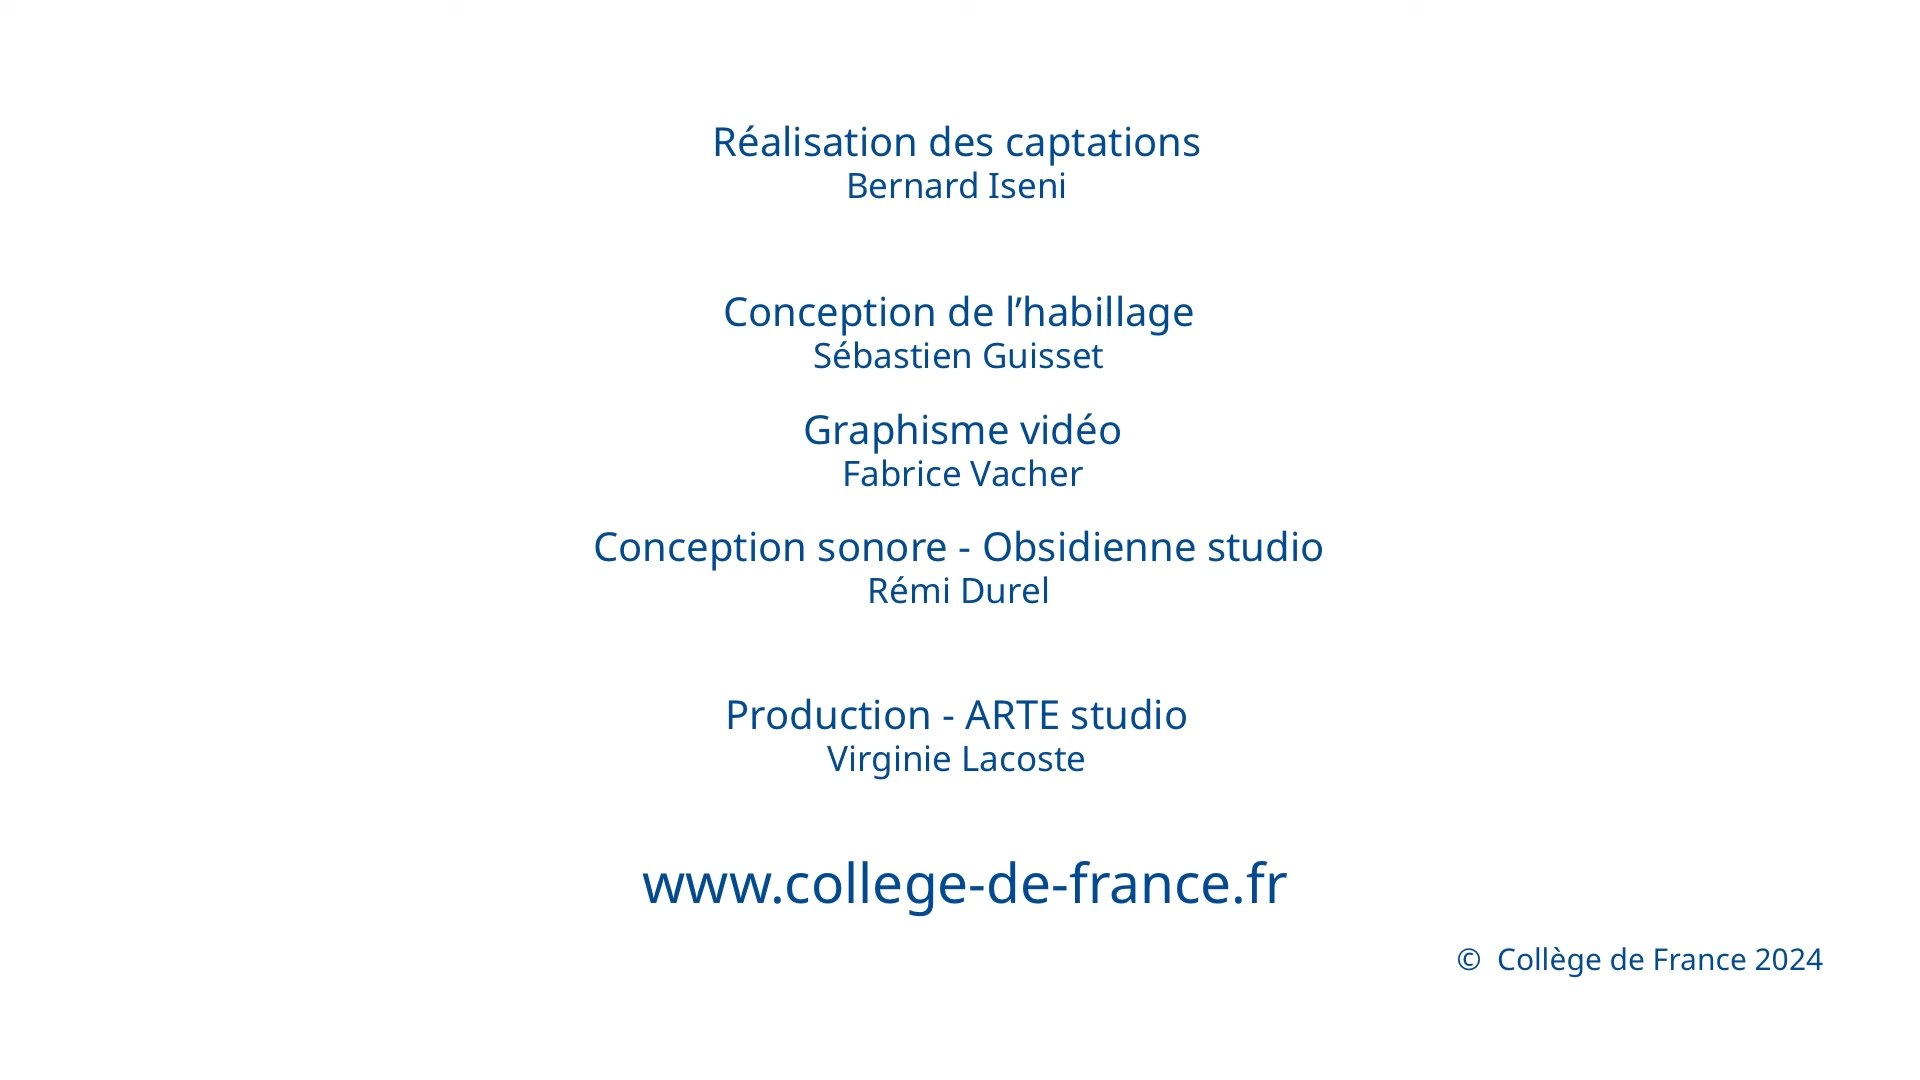 Réalisation des captations
Bernard Iseni
Conception de l’habillage
Sébastien Guisset
Graphisme vidéo
Fabrice Vacher
Conception sonore - Obsidienne studio
Rémi Durel
Production - ARTE studio
Virginie Lacoste
www.college-de-france.fr
© Collège de France 2024